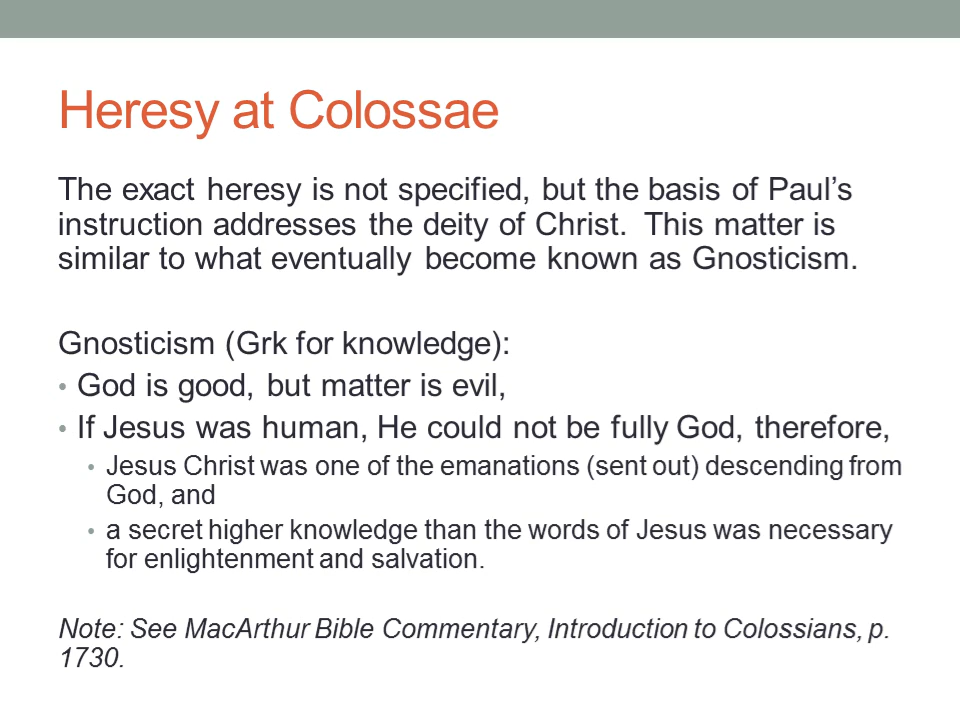 Heresy at Colossae
The exact heresy is not specified, but the basis of Paul’s
instruction addresses the deity of Christ.  This matter is
similar to what eventually become known as Gnosticism.
Gnosticism (Grk for knowledge):
• God is good, but matter is evil,
• If Jesus was human, He could not be fully God, therefore,
• Jesus Christ was one of the emanations (sent out) descending from
God, and
• a secret higher knowledge than the words of Jesus was necessary
for enlightenment and salvation.
Note: See MacArthur Bible Commentary, Introduction to Colossians, p.
1730.